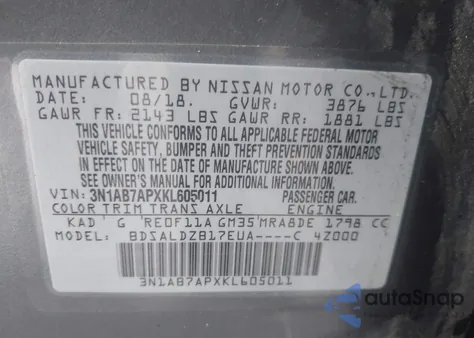 MANUFACTURED BY NISSAN MOTOR CO., LTD.
DATE: 08/18. GVWR: 3876 LBS
GAWR FR: 2143 LBS GAWR RR: 1881 LBS
THIS VEHICLE CONFORMS TO ALL APPLICABLE FEDERAL MOTOR
VEHICLE SAFETY, BUMPER AND THEFT PREVENTION STANDARDS
IN EFFECT ON THE DATE OF MANUFACTURE SHOWN ABOVE.
SEE OWNER'S MANUAL FOR ADDITIONAL INFORMATION.
VIN: 3N1AB7APXKL605011 PASSENGER CAR.
COLOR TRIM TRANS AXLE ENGINE
KAD G RE0F11A GM35 MRA8DE 1798 CC
MODEL: BDSALDZB17EUA----C 4Z000
3N1AB7APXKL605011
autoSnap